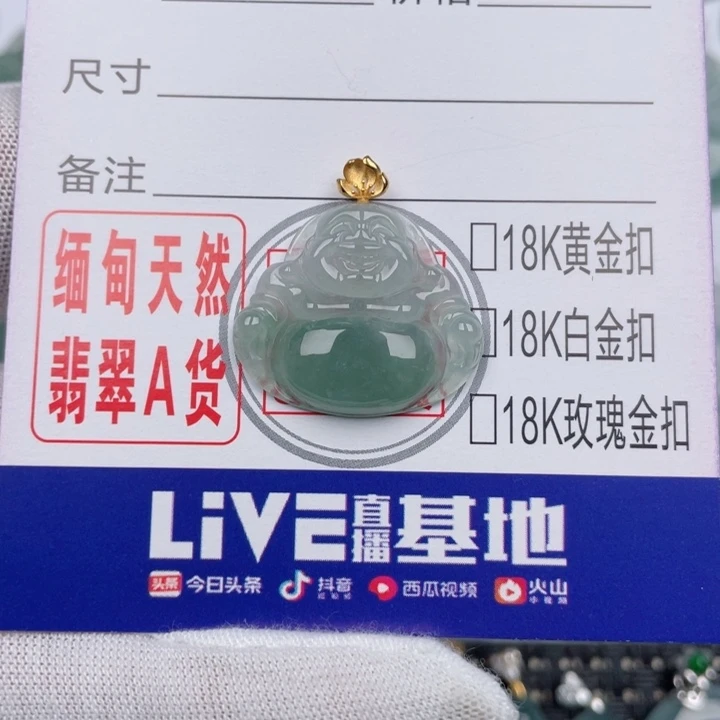 尺寸
备注
缅甸天然
翡翠A货
□18K黄金扣
□18K白金扣
□18K玫瑰金扣
LiVE直播基地
头条 今日头条 抖音 西瓜视频 火山